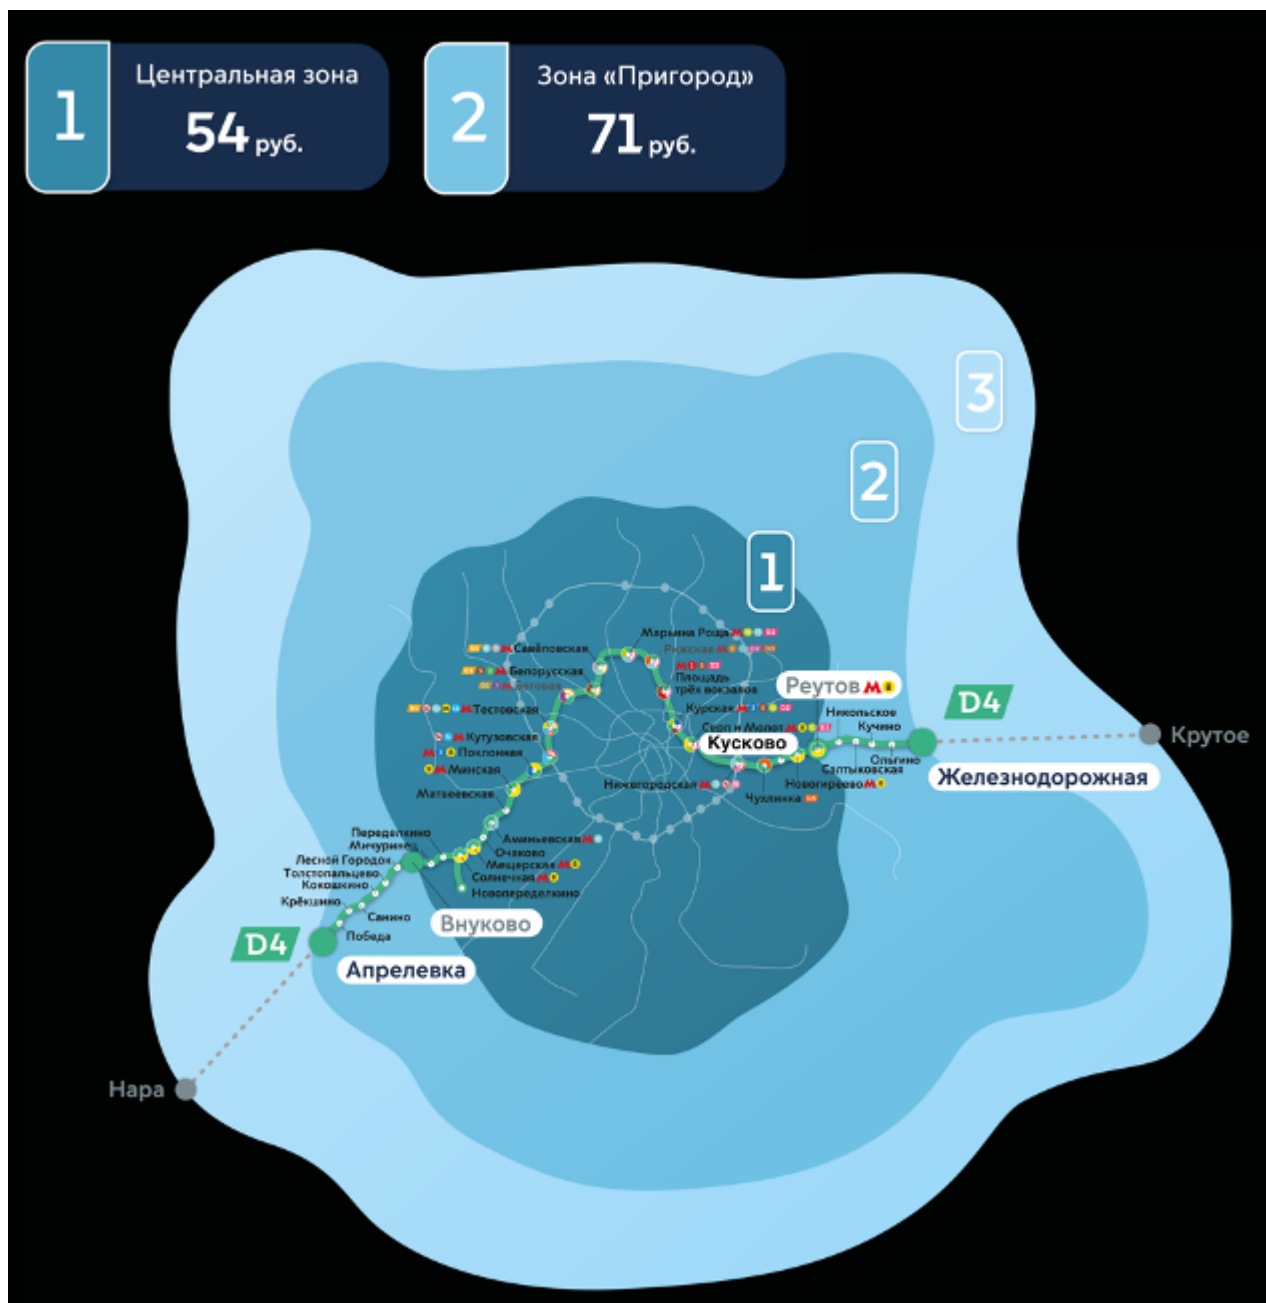 1
Центральная зона
54 руб.
2
Зона «Пригород»
71 руб.
3
2
1
Марьина Роща
Рижская
Савёловская
Белорусская
Беговая
Площадь
трёх вокзалов
Реутов
D4
Тестовская
Курская
Никольское
Серп и Молот
Кучино
Крутое
Кутузовская
Кусково
Поклонная
Ольгино
Минская
Салтыковская
Железнодорожная
Нижегородская
Новогиреево
Матвеевская
Чухлинка
Переделкино
Аминьевская
Мичуринец
Очаково
Лесной Городок
Мещерская
Толстопальцево
Солнечная
Кокошкино
Новопеределкино
Крёкшино
Санино
Внуково
Победа
D4
Апрелевка
Нара